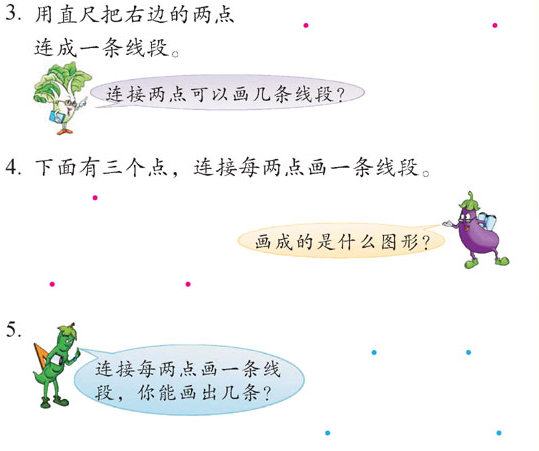 3. 用直尺把右边的两点
连成一条线段。
连接两点可以画几条线段？
4. 下面有三个点，连接每两点画一条线段。
画成的是什么图形？
5.
连接每两点画一条线
段，你能画出几条？